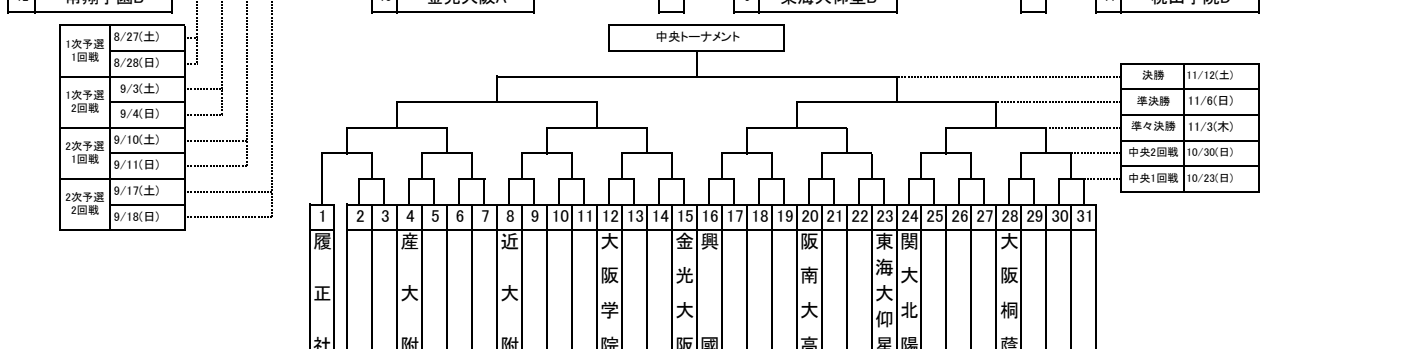 中央トーナメント
1次予選
1回戦
8/27(土)
8/28(日)
1次予選
2回戦
9/3(土)
9/4(日)
2次予選
1回戦
9/10(土)
9/11(日)
2次予選
2回戦
9/17(土)
9/18(日)
決勝 11/12(土)
準決勝 11/6(日)
準々決勝 11/3(木)
中央2回戦 10/30(日)
中央1回戦 10/23(日)
1 2 3 4 5 6 7 8 9 10 11 12 13 14 15 16 17 18 19 20 21 22 23 24 25 26 27 28 29 30 31
履正社
産大附
近大附
大阪学院
金光大阪
興國
阪南大高
東海大仰星
関大北陽
大阪桐蔭